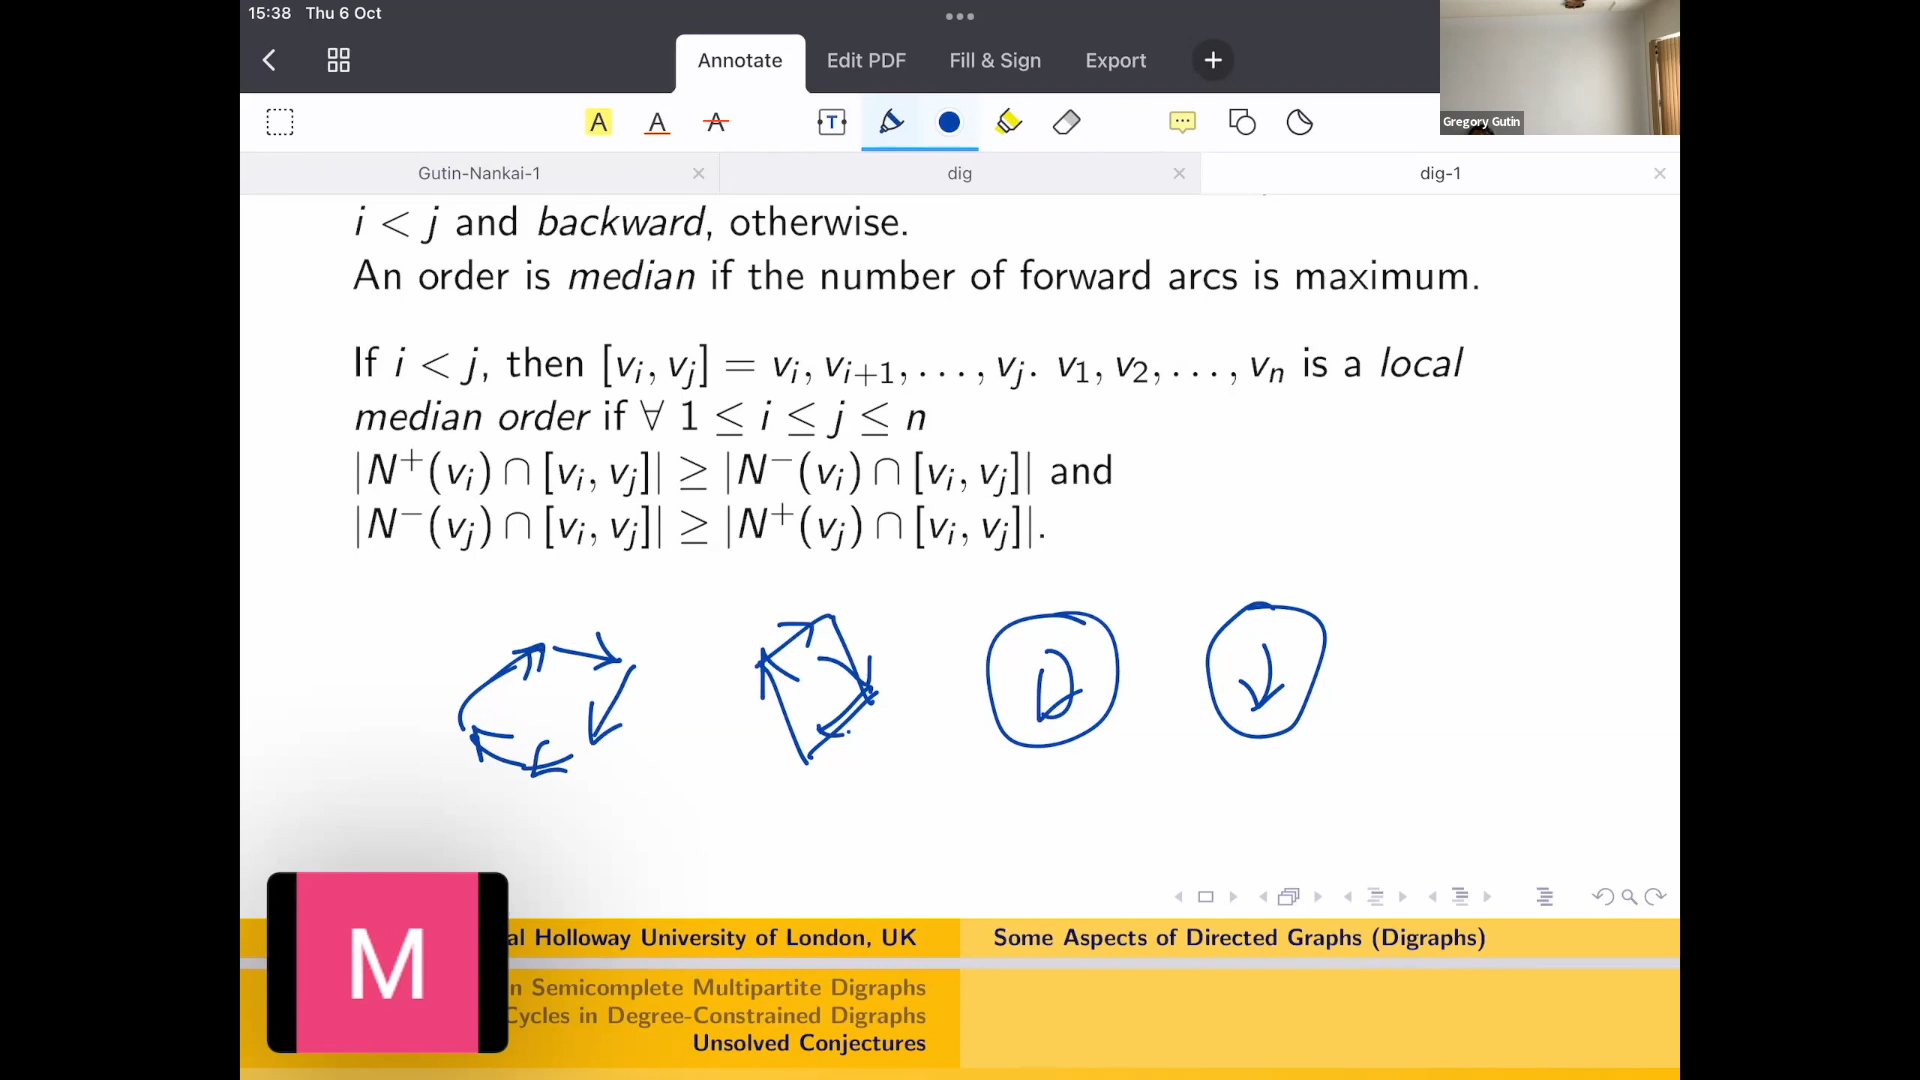 15:38 Thu 6 Oct
Annotate Edit PDF Fill & Sign Export +
A A A T
Gregory Gutin
Gutin-Nankai-1 dig dig-1
i < j and backward, otherwise.
An order is median if the number of forward arcs is maximum.
If i < j, then [v_i, v_j] = v_i, v_{i+1}, . . . , v_j. v_1, v_2, . . . , v_n is a local
median order if ∀ 1 ≤ i ≤ j ≤ n
|N⁺(v_i) ∩ [v_i, v_j]| ≥ |N⁻(v_i) ∩ [v_i, v_j]| and
|N⁻(v_j) ∩ [v_i, v_j]| ≥ |N⁺(v_j) ∩ [v_i, v_j]|.
M
al Holloway University of London, UK Some Aspects of Directed Graphs (Digraphs)
n Semicomplete Multipartite Digraphs
Cycles in Degree-Constrained Digraphs
Unsolved Conjectures